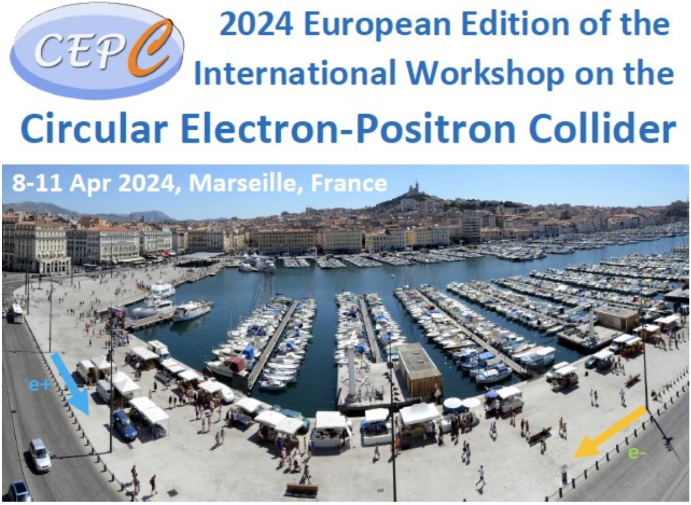 CEPC
2024 European Edition of the
International Workshop on the
Circular Electron-Positron Collider
8-11 Apr 2024, Marseille, France
e+
e-